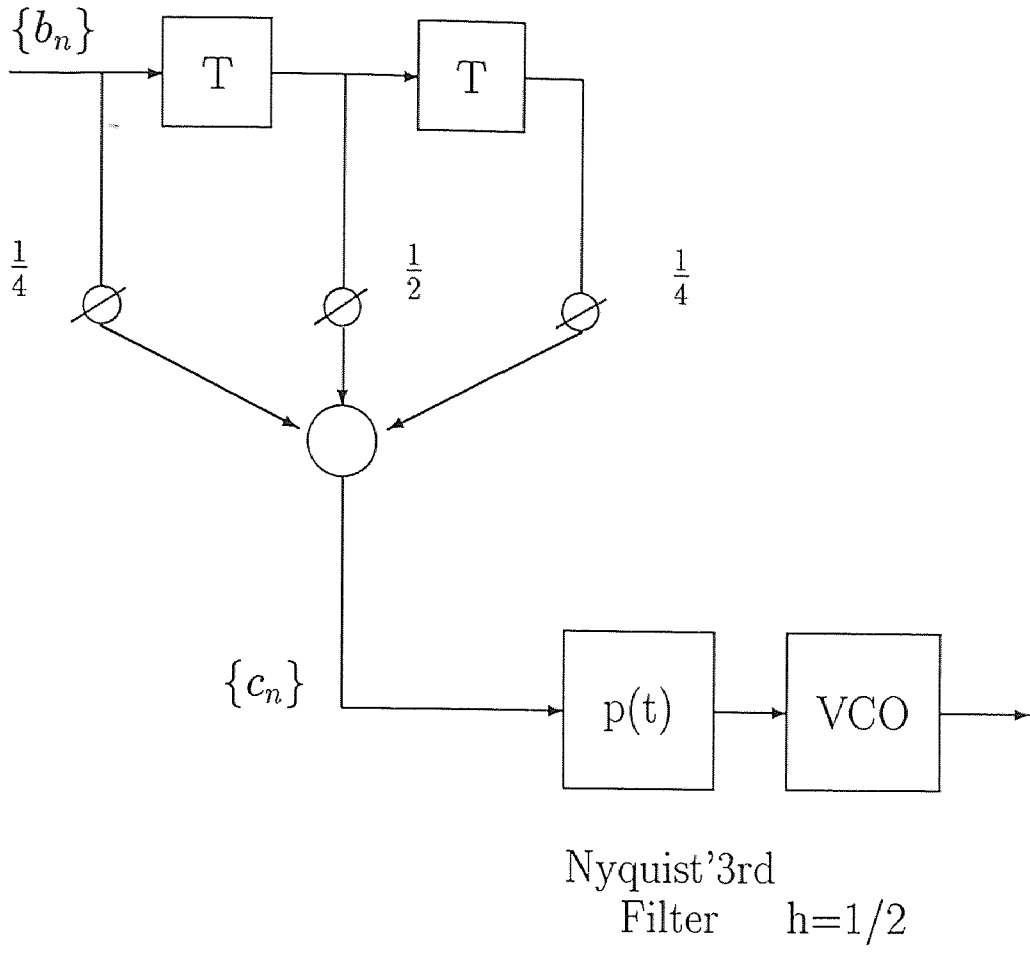 {b_n}
T
T
1/4
1/2
1/4
{c_n}
p(t)
VCO
Nyquist'3rd
Filter h=1/2